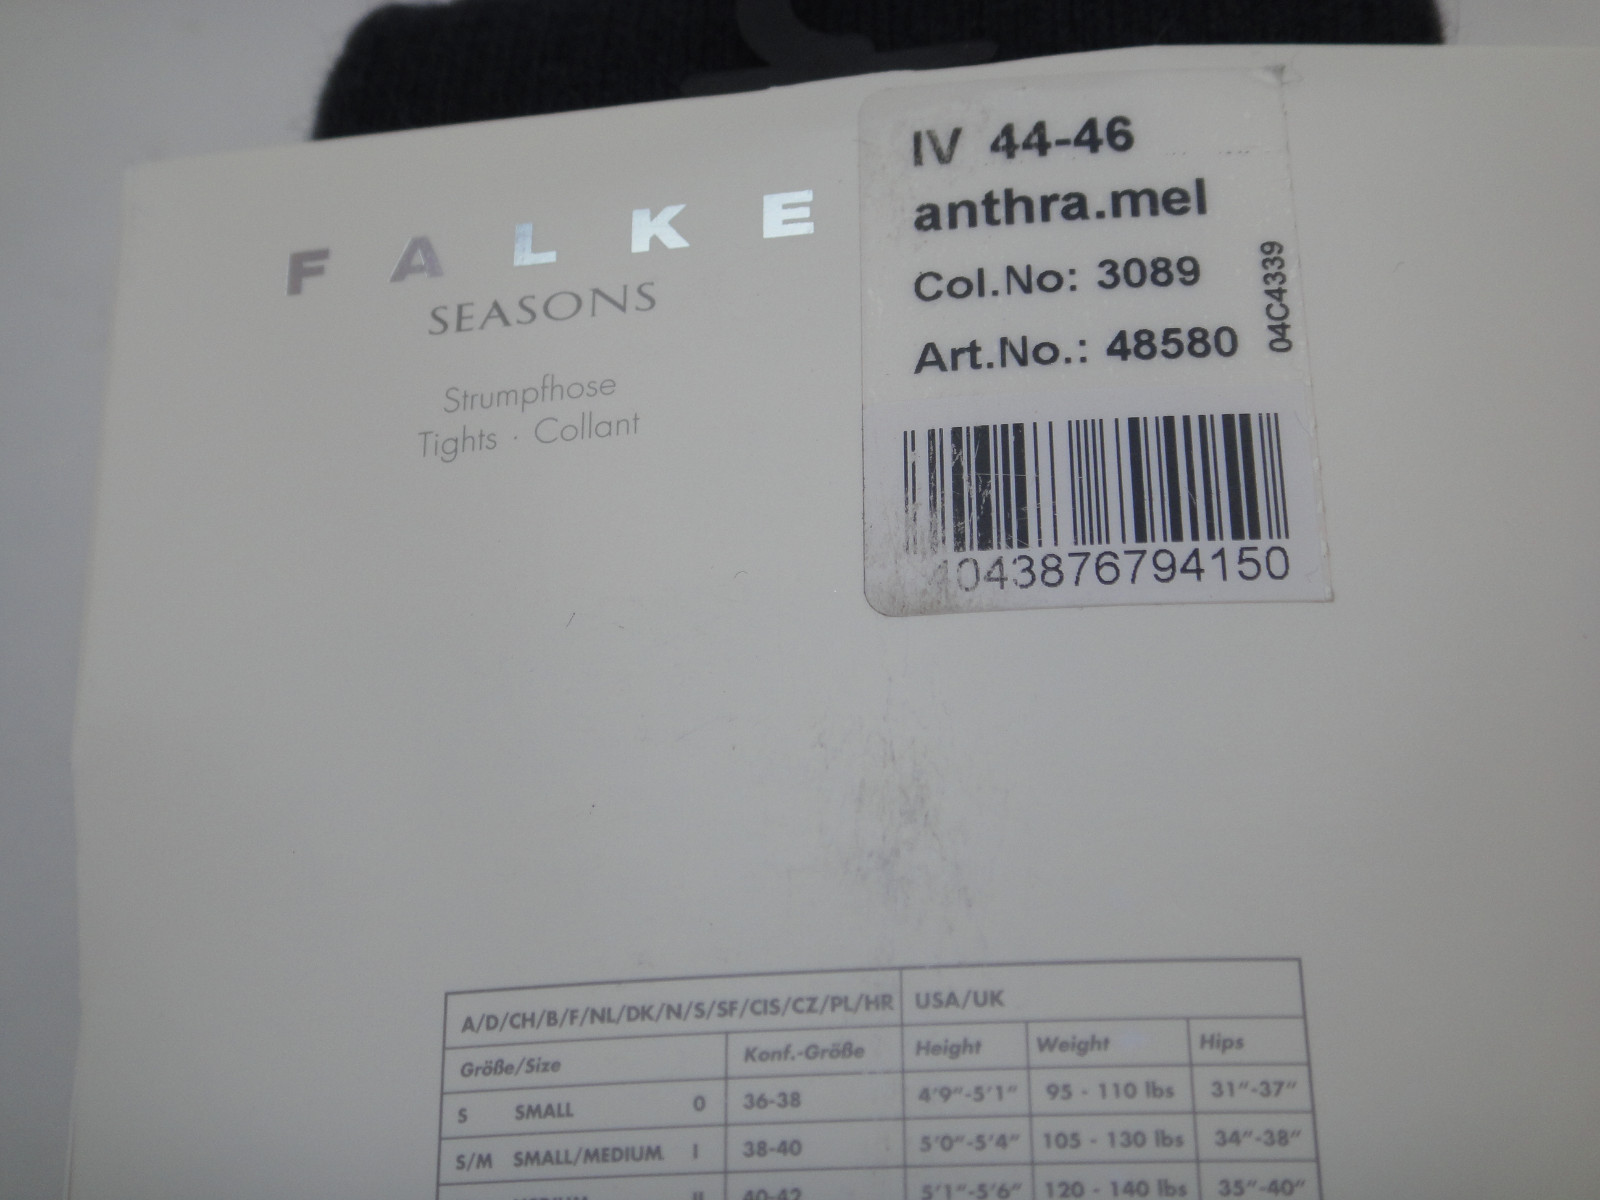 FALKE
SEASONS
Strumpfhose
Tights · Collant
IV 44-46
anthra.mel
Col.No: 3089
Art.No.: 48580
04C4339
4043876794150
A/D/CH/B/F/NL/DK/N/S/SF/CIS/CZ/PL/HR USA/UK
Größe/Size Konf.-Größe Height Weight Hips
S SMALL 0 36-38 4'9"-5'1" 95 - 110 lbs 31"-37"
S/M SMALL/MEDIUM I 38-40 5'0"-5'4" 105 - 130 lbs 34"-38"
II 40-42 5'1"-5'6" 120 - 140 lbs 35"-40"